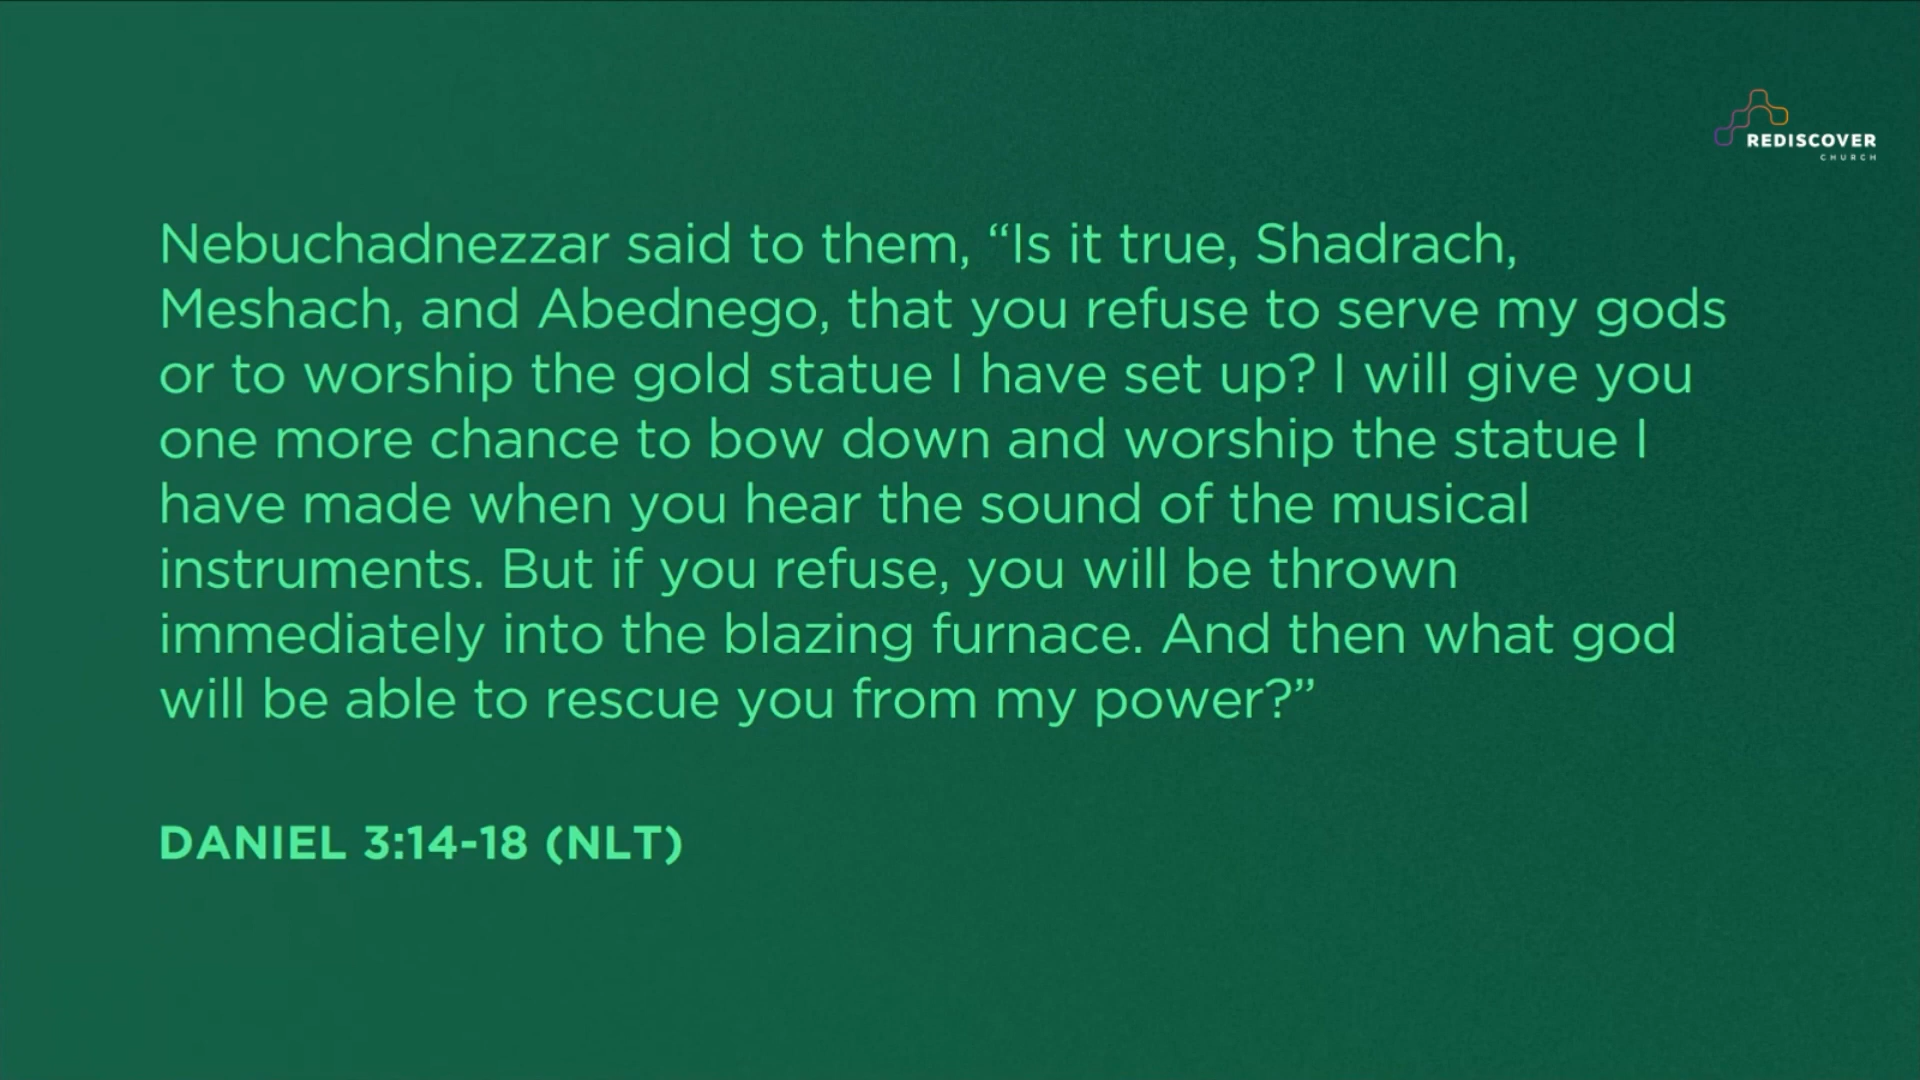 REDISCOVER
CHURCH
Nebuchadnezzar said to them, “Is it true, Shadrach,
Meshach, and Abednego, that you refuse to serve my gods
or to worship the gold statue I have set up? I will give you
one more chance to bow down and worship the statue I
have made when you hear the sound of the musical
instruments. But if you refuse, you will be thrown
immediately into the blazing furnace. And then what god
will be able to rescue you from my power?”
DANIEL 3:14-18 (NLT)